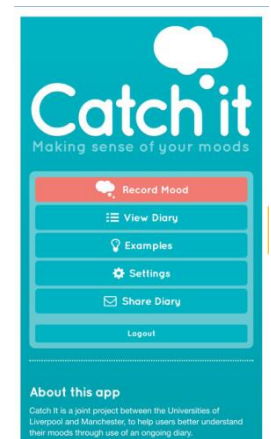 Catch it
Making sense of your moods
Record Mood
View Diary
Examples
Settings
Share Diary
Logout
About this app
Catch It is a joint project between the Universities of
Liverpool and Manchester, to help users better understand
their moods through use of an ongoing diary.